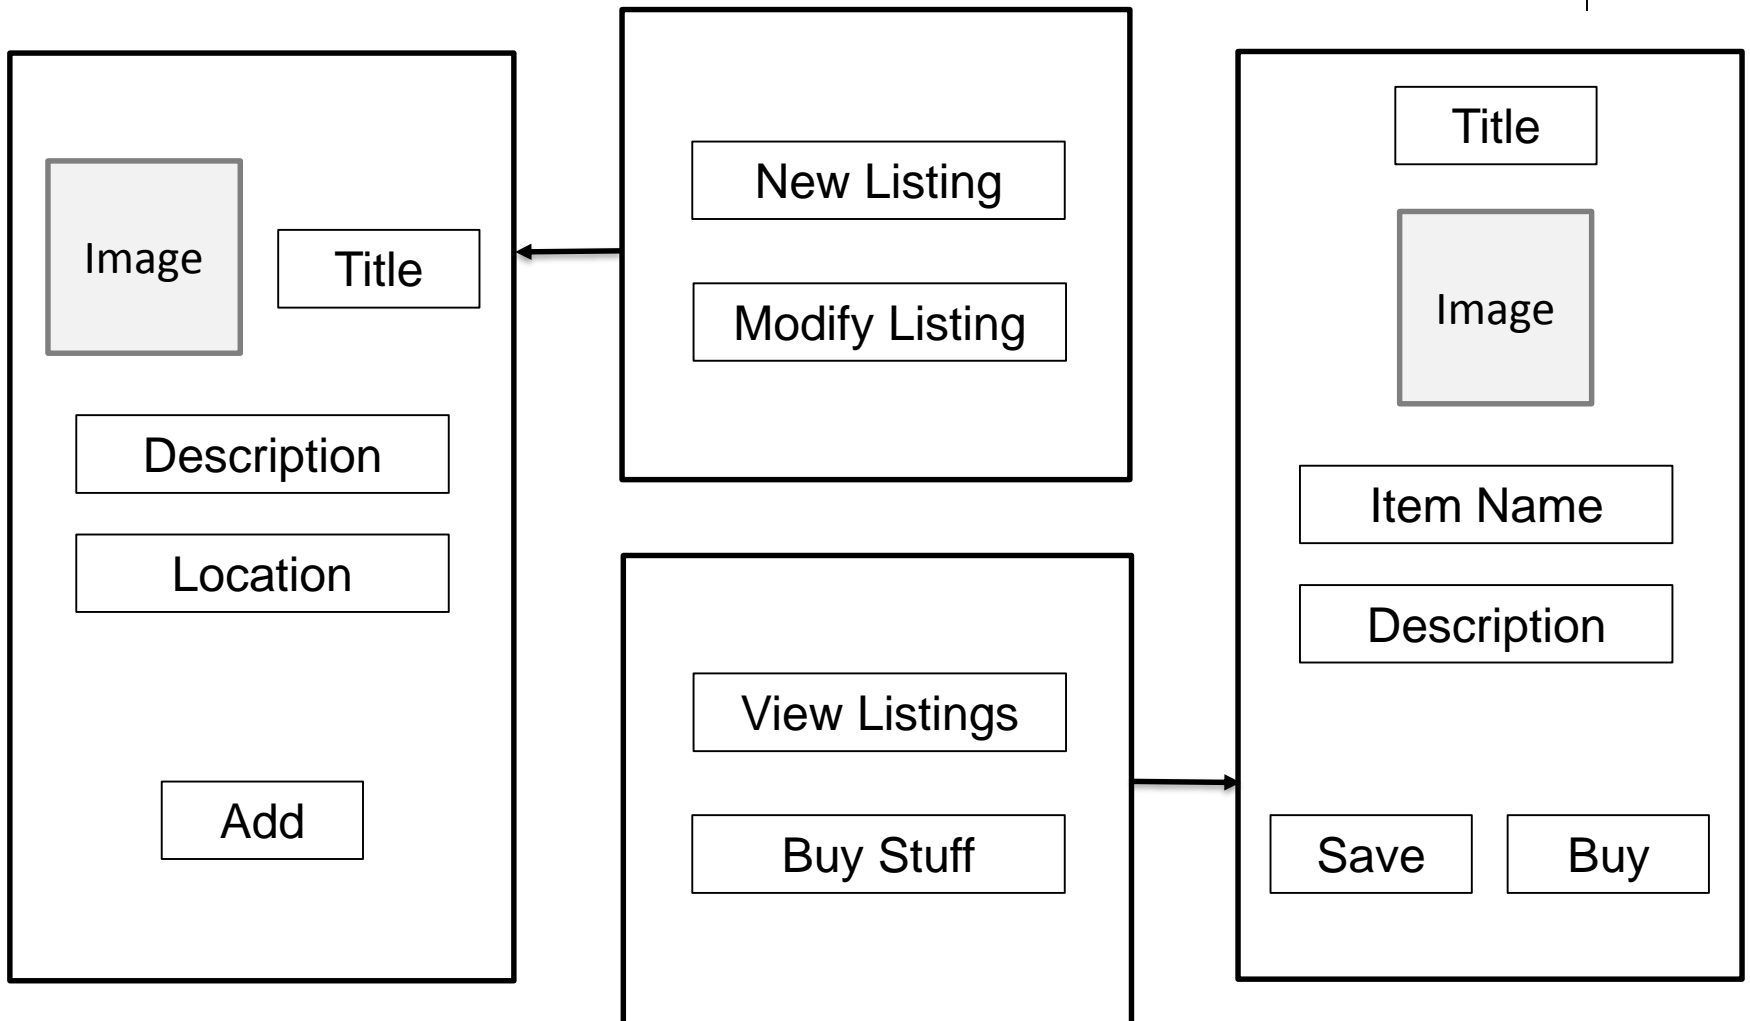 Image
Title
Description
Location
Add
New Listing
Modify Listing
View Listings
Buy Stuff
Title
Image
Item Name
Description
Save
Buy